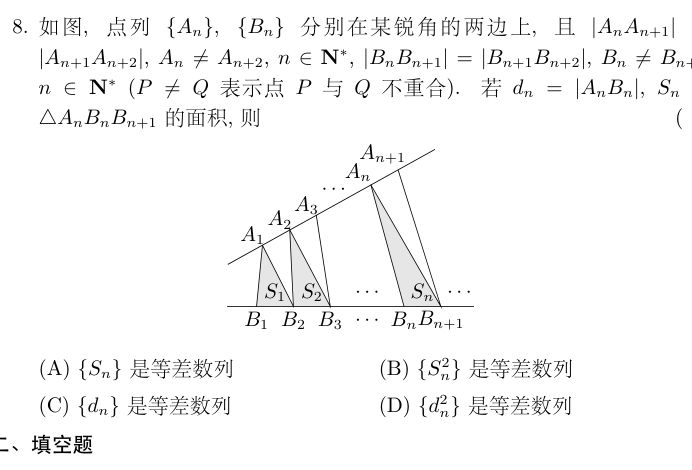 8. 如图, 点列 {Aₙ}, {Bₙ} 分别在某锐角的两边上, 且 |AₙAₙ₊₁|
|Aₙ₊₁Aₙ₊₂|, Aₙ ≠ Aₙ₊₂, n ∈ N*, |BₙBₙ₊₁| = |Bₙ₊₁Bₙ₊₂|, Bₙ ≠ Bₙ₊
n ∈ N* (P ≠ Q 表示点 P 与 Q 不重合). 若 dₙ = |AₙBₙ|, Sₙ
△AₙBₙBₙ₊₁ 的面积, 则 (
Aₙ₊₁
Aₙ
⋯
A₃
A₂
A₁
S₁ S₂ ⋯ Sₙ ⋯
B₁ B₂ B₃ ⋯ Bₙ Bₙ₊₁
(A) {Sₙ} 是等差数列 (B) {Sₙ²} 是等差数列
(C) {dₙ} 是等差数列 (D) {dₙ²} 是等差数列
二、填空题